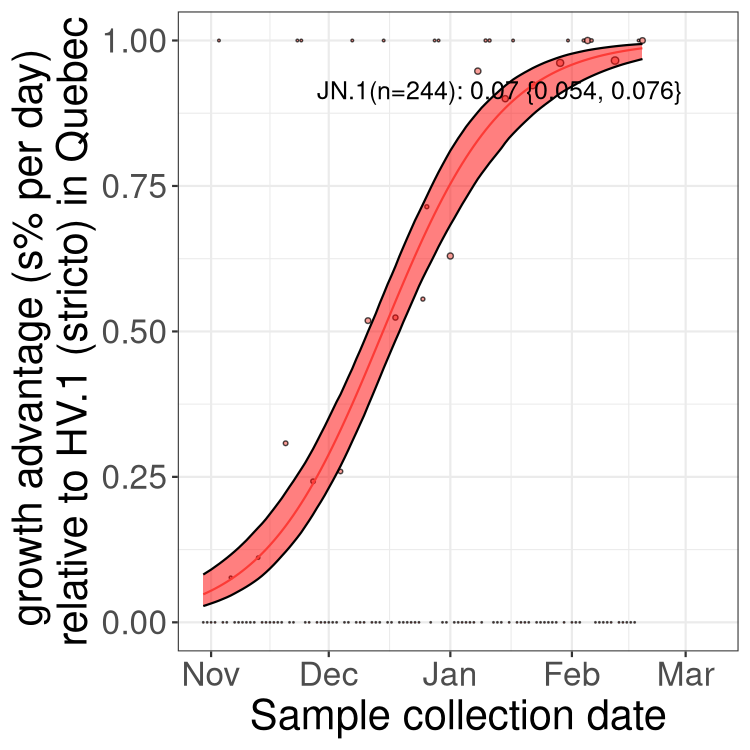 growth advantage (s% per day)
relative to HV.1 (stricto) in Quebec
1.00
0.75
0.50
0.25
0.00
JN.1(n=244): 0.07 {0.054, 0.076}
Nov Dec Jan Feb Mar
Sample collection date